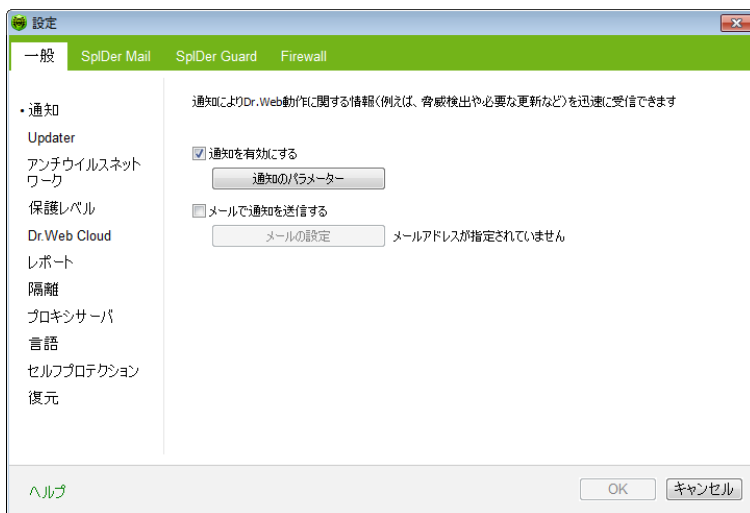 設定
一般 SpIDer Mail SpIDer Guard Firewall
・通知
Updater
アンチウイルスネット
ワーク
保護レベル
Dr.Web Cloud
レポート
隔離
プロキシサーバ
言語
セルフプロテクション
復元
通知によりDr.Web動作に関する情報(例えば、脅威検出や必要な更新など)を迅速に受信できます
通知を有効にする
通知のパラメーター
メールで通知を送信する
メールの設定 メールアドレスが指定されていません
ヘルプ
OK キャンセル